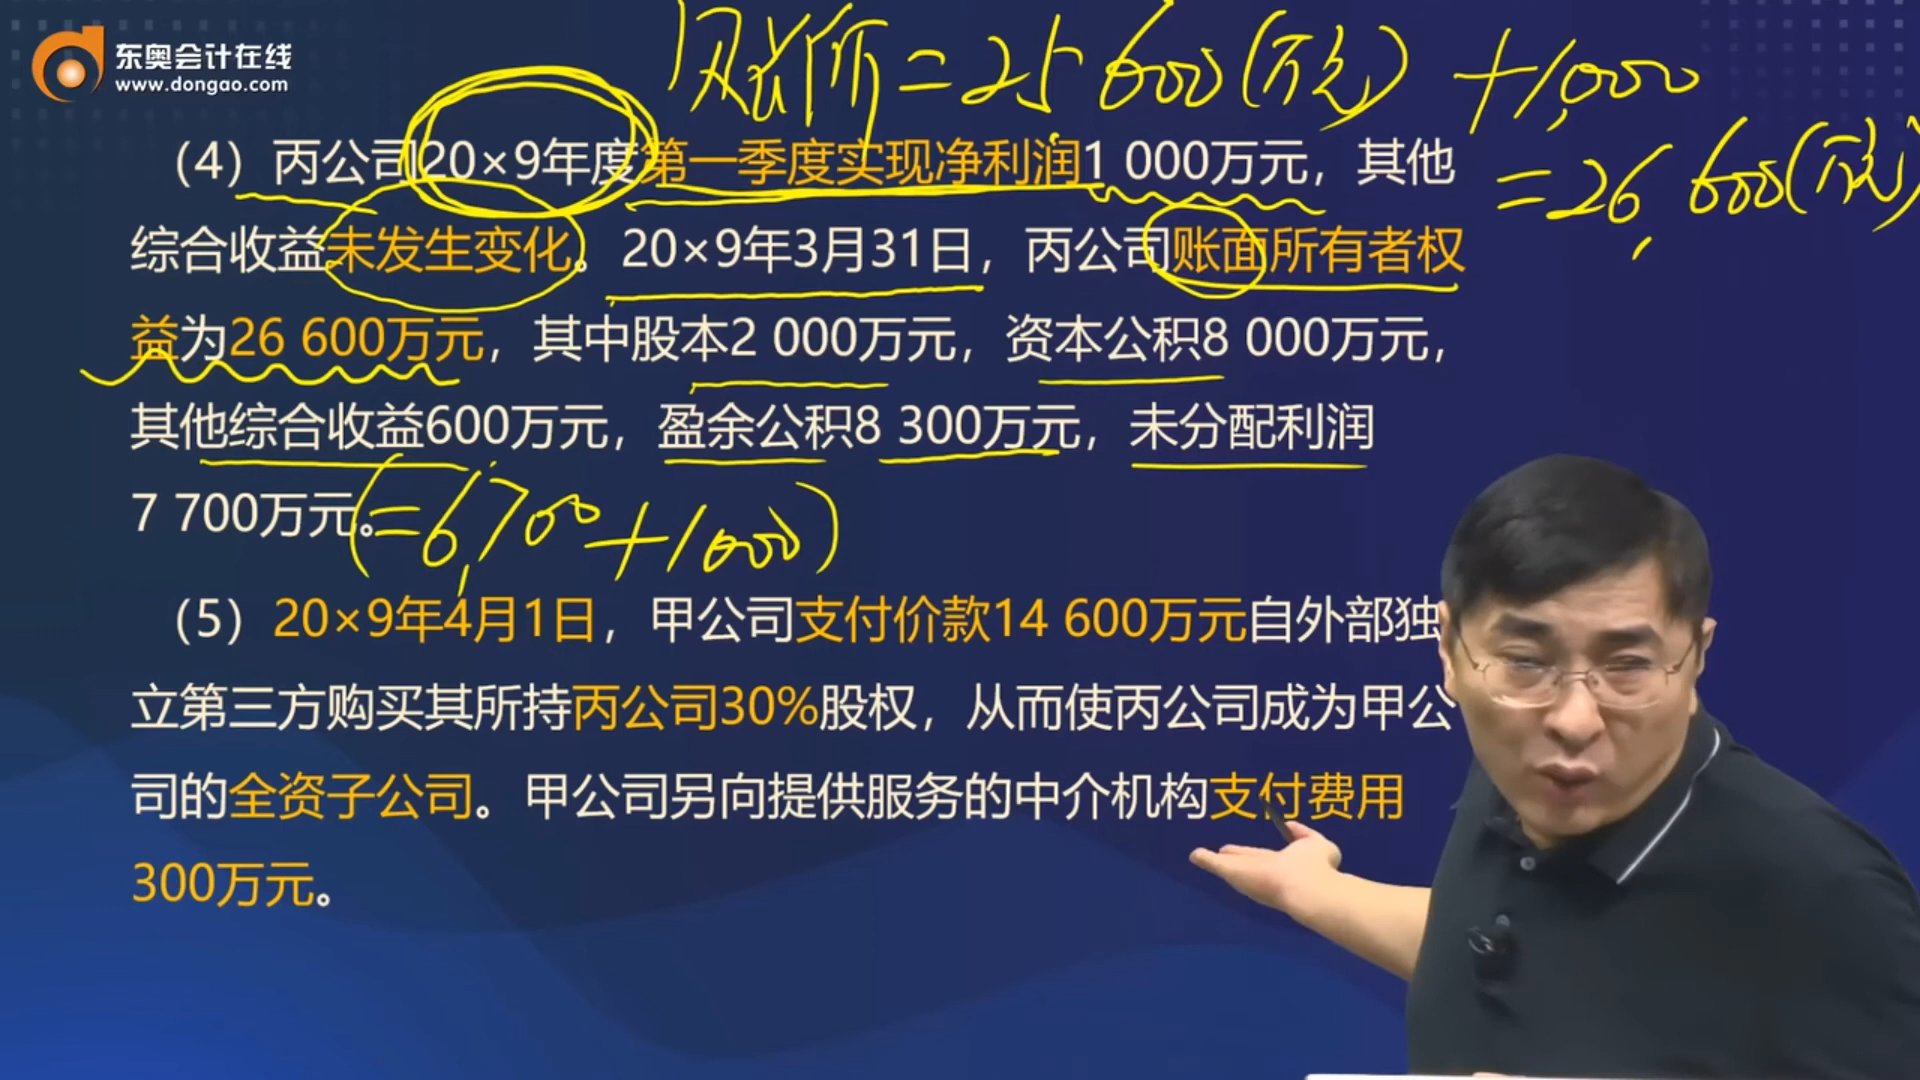 东奥会计在线
www.dongao.com
账价=25600(万元) +1,000
=26,600(万元)
（4）丙公司20×9年度第一季度实现净利润1 000万元，其他
综合收益未发生变化。20×9年3月31日，丙公司账面所有者权
益为26 600万元，其中股本2 000万元，资本公积8 000万元，
其他综合收益600万元，盈余公积8 300万元，未分配利润
7 700万元。(=6,700+1000)
（5）20×9年4月1日，甲公司支付价款14 600万元自外部独
立第三方购买其所持丙公司30%股权，从而使丙公司成为甲公
司的全资子公司。甲公司另向提供服务的中介机构支付费用
300万元。